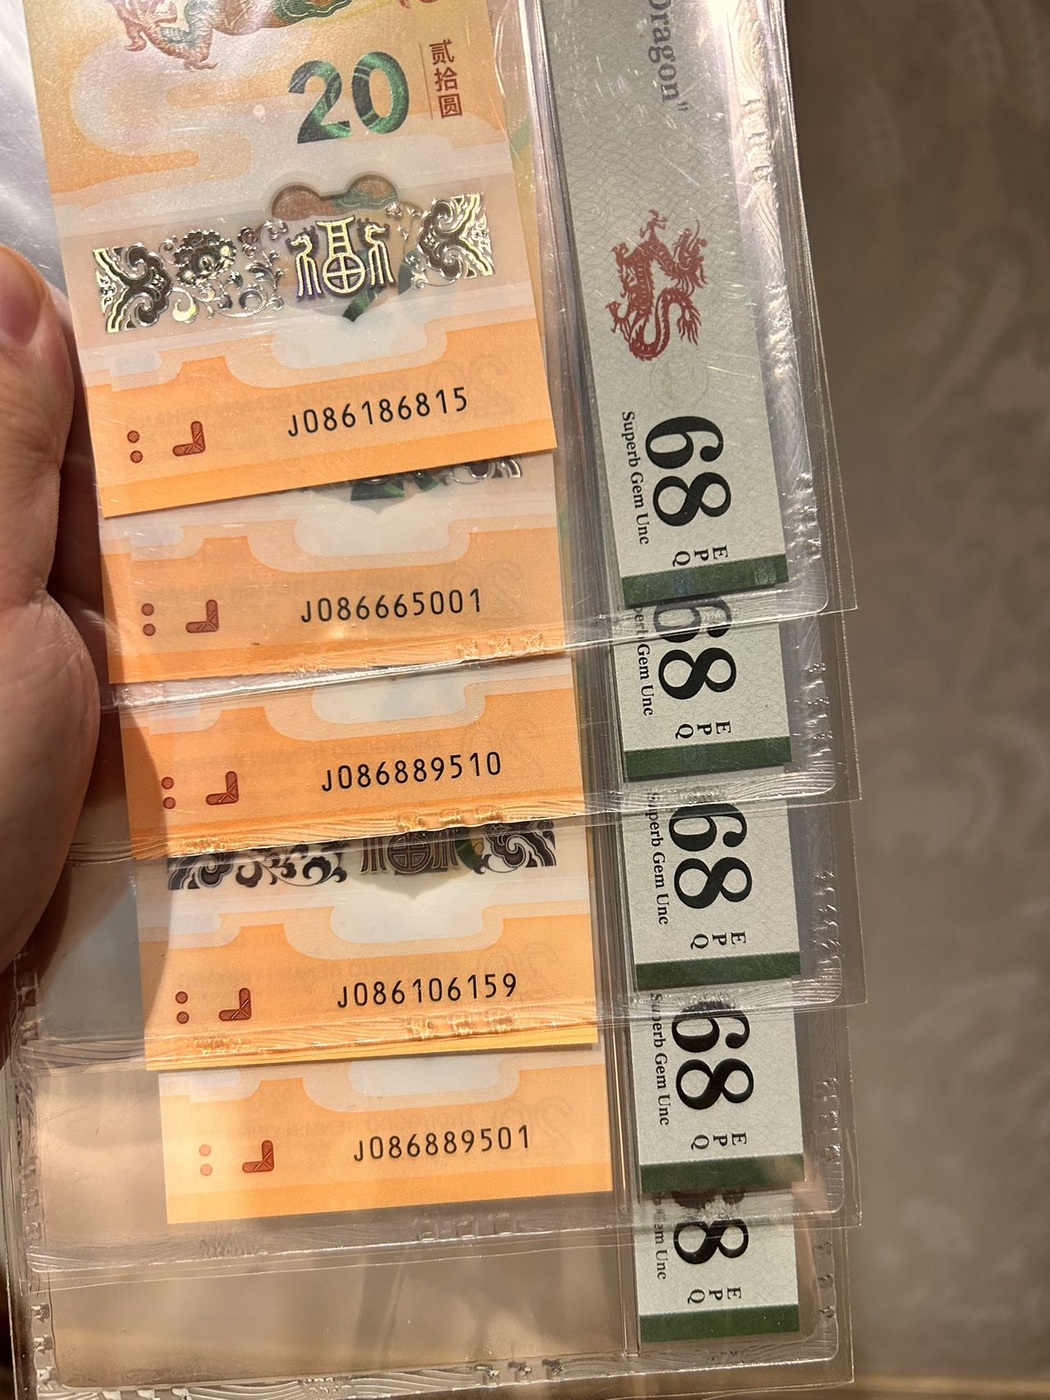 20
贰拾圆
福
J086186815
J086665001
J086889510
J086106159
J086889501
Dragon"
68
EPQ
Superb Gem Unc
68
EPQ
Gem Unc
68
EPQ
Superb Gem Unc
68
EPQ
Superb Gem Unc
68
EPQ
Gem Unc